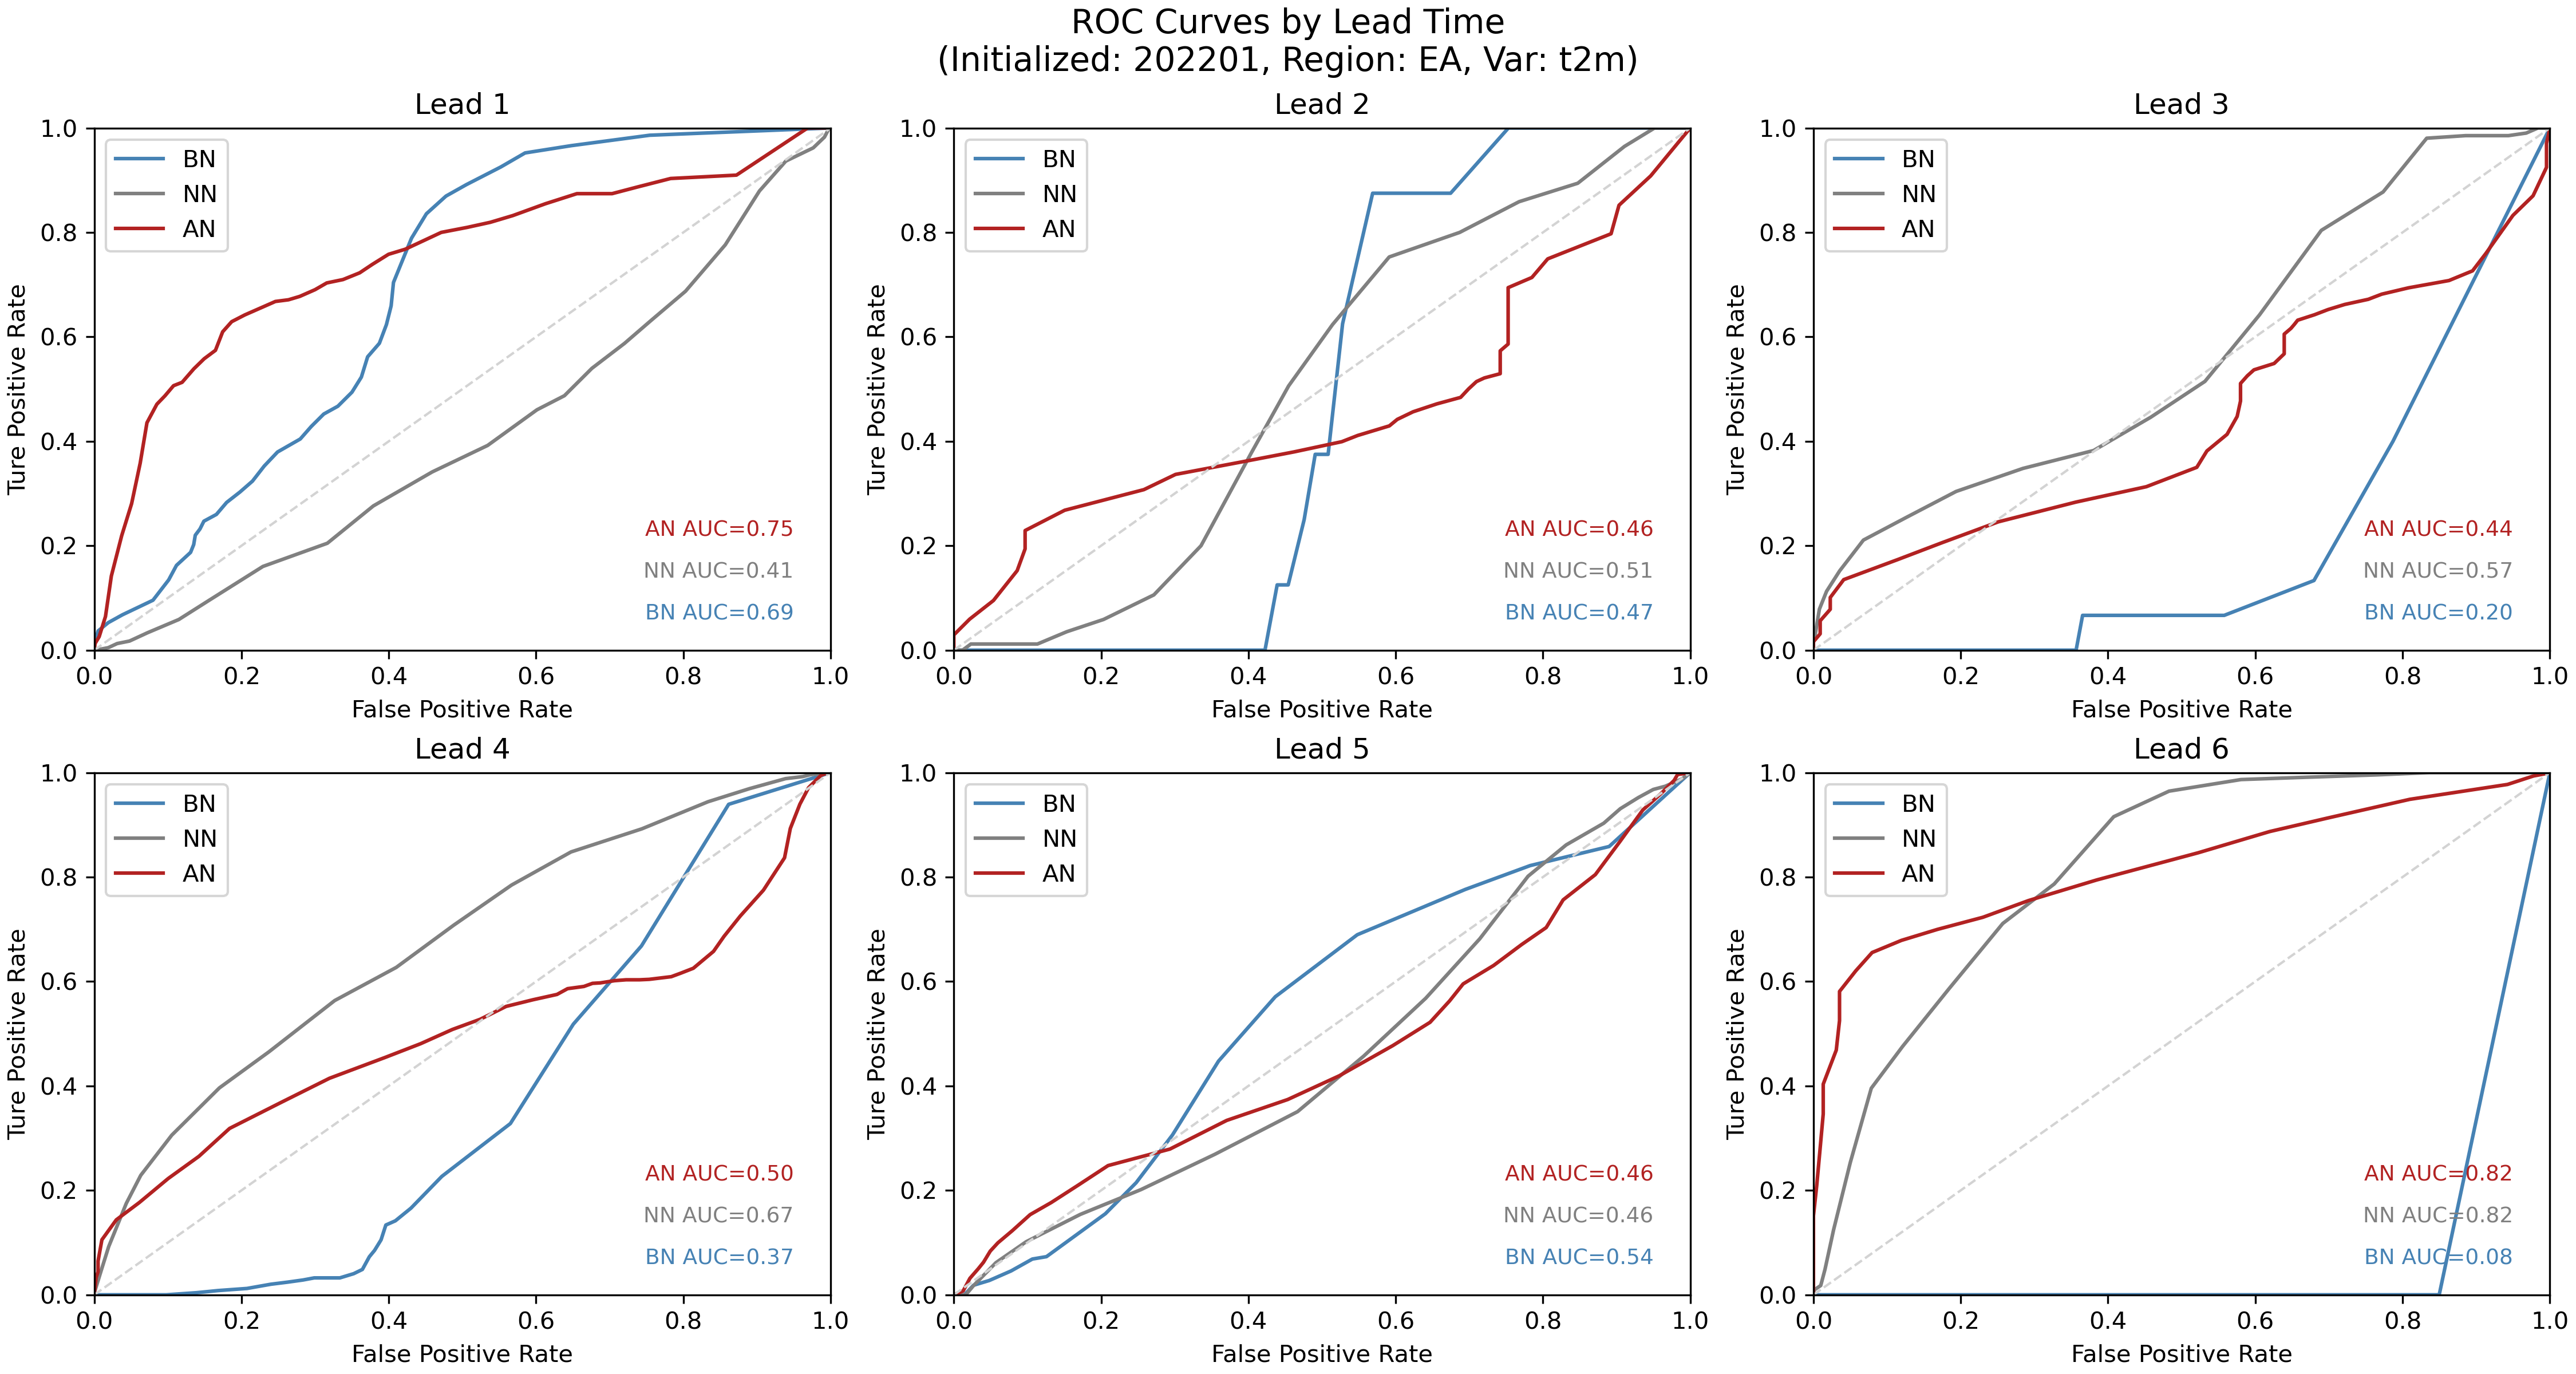 ROC Curves by Lead Time
(Initialized: 202201, Region: EA, Var: t2m)
Lead 1
1.0
0.8
0.6
0.4
0.2
0.0
Ture Positive Rate
BN
NN
AN
AN AUC=0.75
NN AUC=0.41
BN AUC=0.69
0.0 0.2 0.4 0.6 0.8 1.0
False Positive Rate
Lead 2
1.0
0.8
0.6
0.4
0.2
0.0
Ture Positive Rate
BN
NN
AN
AN AUC=0.46
NN AUC=0.51
BN AUC=0.47
0.0 0.2 0.4 0.6 0.8 1.0
False Positive Rate
Lead 3
1.0
0.8
0.6
0.4
0.2
0.0
Ture Positive Rate
BN
NN
AN
AN AUC=0.44
NN AUC=0.57
BN AUC=0.20
0.0 0.2 0.4 0.6 0.8 1.0
False Positive Rate
Lead 4
1.0
0.8
0.6
0.4
0.2
0.0
Ture Positive Rate
BN
NN
AN
AN AUC=0.50
NN AUC=0.67
BN AUC=0.37
0.0 0.2 0.4 0.6 0.8 1.0
False Positive Rate
Lead 5
1.0
0.8
0.6
0.4
0.2
0.0
Ture Positive Rate
BN
NN
AN
AN AUC=0.46
NN AUC=0.46
BN AUC=0.54
0.0 0.2 0.4 0.6 0.8 1.0
False Positive Rate
Lead 6
1.0
0.8
0.6
0.4
0.2
0.0
Ture Positive Rate
BN
NN
AN
AN AUC=0.82
NN AUC=0.82
BN AUC=0.08
0.0 0.2 0.4 0.6 0.8 1.0
False Positive Rate